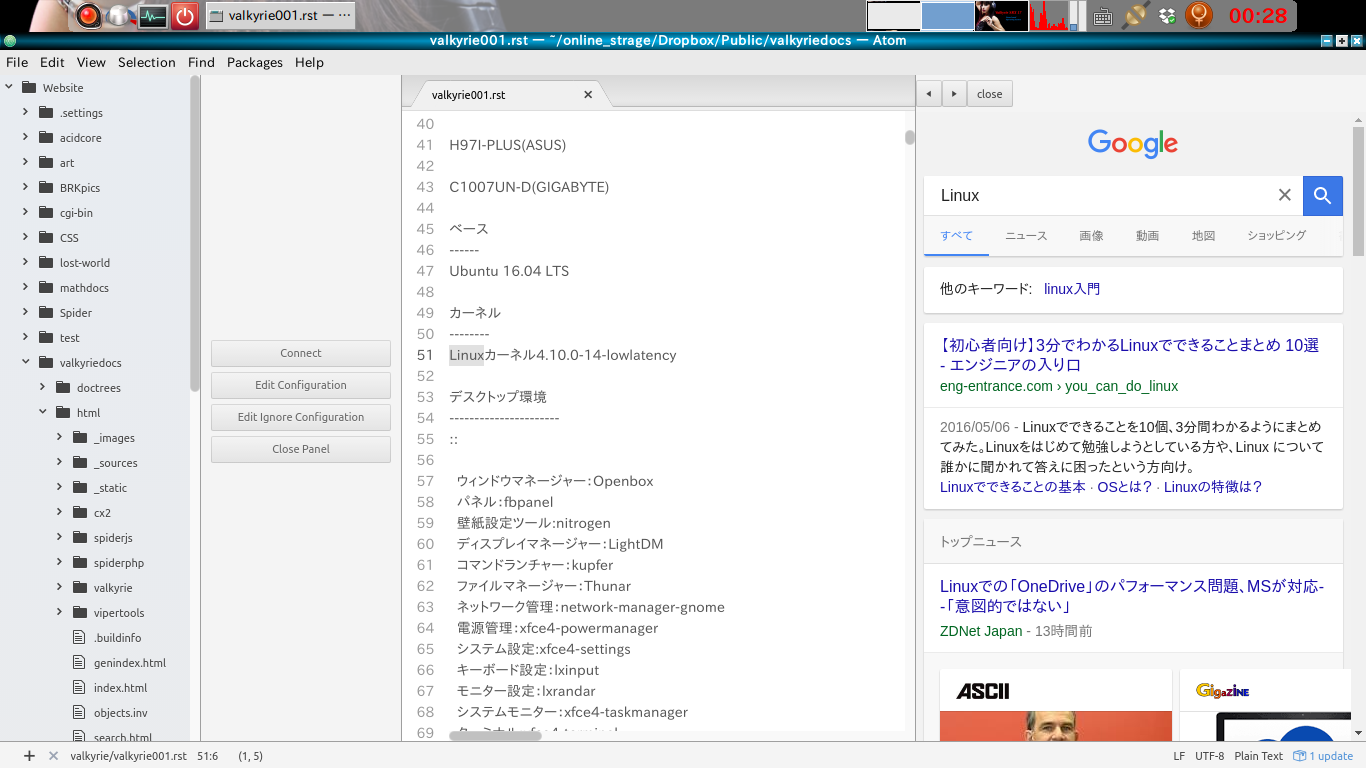 valkyrie001.rst — ···
00:28
valkyrie001.rst — ~/online_strage/Dropbox/Public/valkyriedocs — Atom
File Edit View Selection Find Packages Help
Website
.settings
acidcore
art
BRKpics
cgi-bin
CSS
lost-world
mathdocs
Spider
test
valkyriedocs
doctrees
html
_images
_sources
_static
cx2
spiderjs
spiderphp
valkyrie
vipertools
.buildinfo
genindex.html
index.html
objects.inv
search.html
Connect
Edit Configuration
Edit Ignore Configuration
Close Panel
valkyrie001.rst
40
41 H97I-PLUS(ASUS)
42
43 C1007UN-D(GIGABYTE)
44
45 ベース
46 ------
47 Ubuntu 16.04 LTS
48
49 カーネル
50 --------
51 Linuxカーネル4.10.0-14-lowlatency
52
53 デスクトップ環境
54 ----------------------
55 ::
56
57 ウィンドウマネージャー:Openbox
58 パネル:fbpanel
59 壁紙設定ツール:nitrogen
60 ディスプレイマネージャー:LightDM
61 コマンドランチャー:kupfer
62 ファイルマネージャー:Thunar
63 ネットワーク管理:network-manager-gnome
64 電源管理:xfce4-powermanager
65 システム設定:xfce4-settings
66 キーボード設定:lxinput
67 モニター設定:lxrandar
68 システムモニター:xfce4-taskmanager
69
close
Google
Linux
すべて ニュース 画像 動画 地図 ショッピング
他のキーワード: linux入門
【初心者向け】3分でわかるLinuxでできることまとめ 10選
- エンジニアの入り口
eng-entrance.com › you_can_do_linux
2016/05/06 - Linuxでできることを10個、3分間わかるようにまとめ
てみた。Linuxをはじめて勉強しようとしている方や、Linux について
誰かに聞かれて答えに困ったという方向け。
Linuxでできることの基本 · OSとは? · Linuxの特徴は?
トップニュース
Linuxでの「OneDrive」のパフォーマンス問題、MSが対応-
-「意図的ではない」
ZDNet Japan - 13時間前
ASCII
GIGAZINE
valkyrie/valkyrie001.rst 51:6 (1, 5)
LF UTF-8 Plain Text 1 update